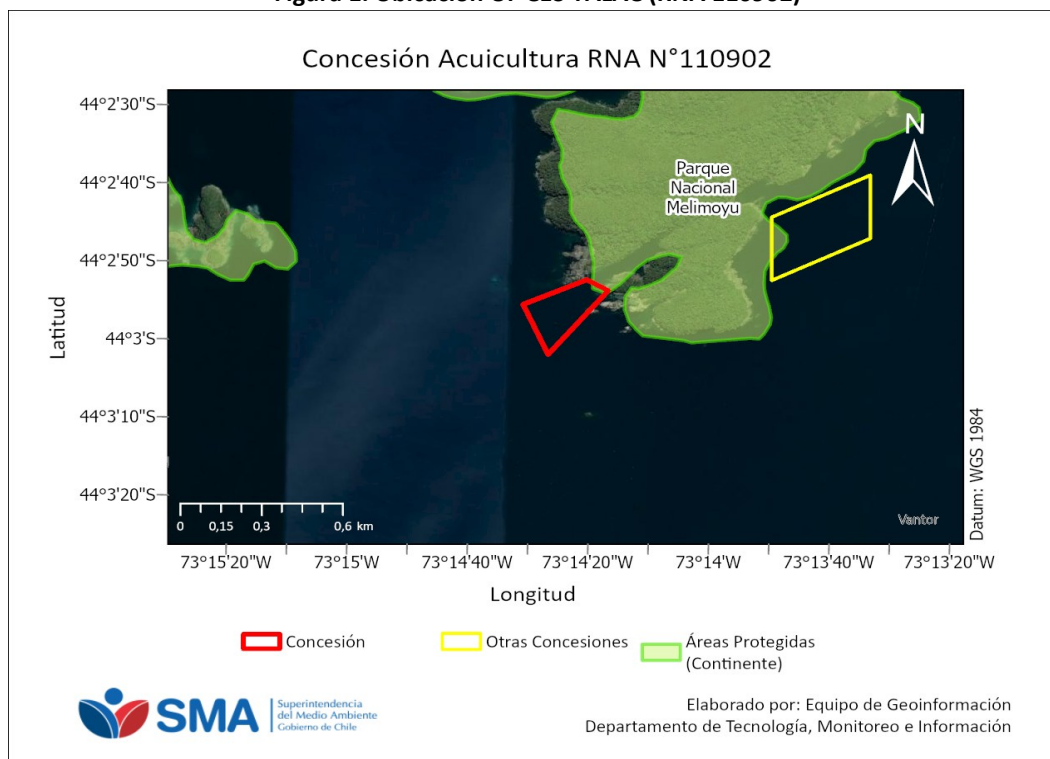 Concesión Acuicultura RNA N°110902
44°2'30"S
44°2'40"S
44°2'50"S
44°3'S
44°3'10"S
44°3'20"S
Latitud
Parque
Nacional
Melimoyu
N
Datum: WGS 1984
0 0,15 0,3 0,6 km
Vantor
73°15'20"W 73°15'W 73°14'40"W 73°14'20"W 73°14'W 73°13'40"W 73°13'20"W
Longitud
Concesión Otras Concesiones Áreas Protegidas
(Continente)
SMA
Superintendencia
del Medio Ambiente
Gobierno de Chile
Elaborado por: Equipo de Geoinformación
Departamento de Tecnología, Monitoreo e Información